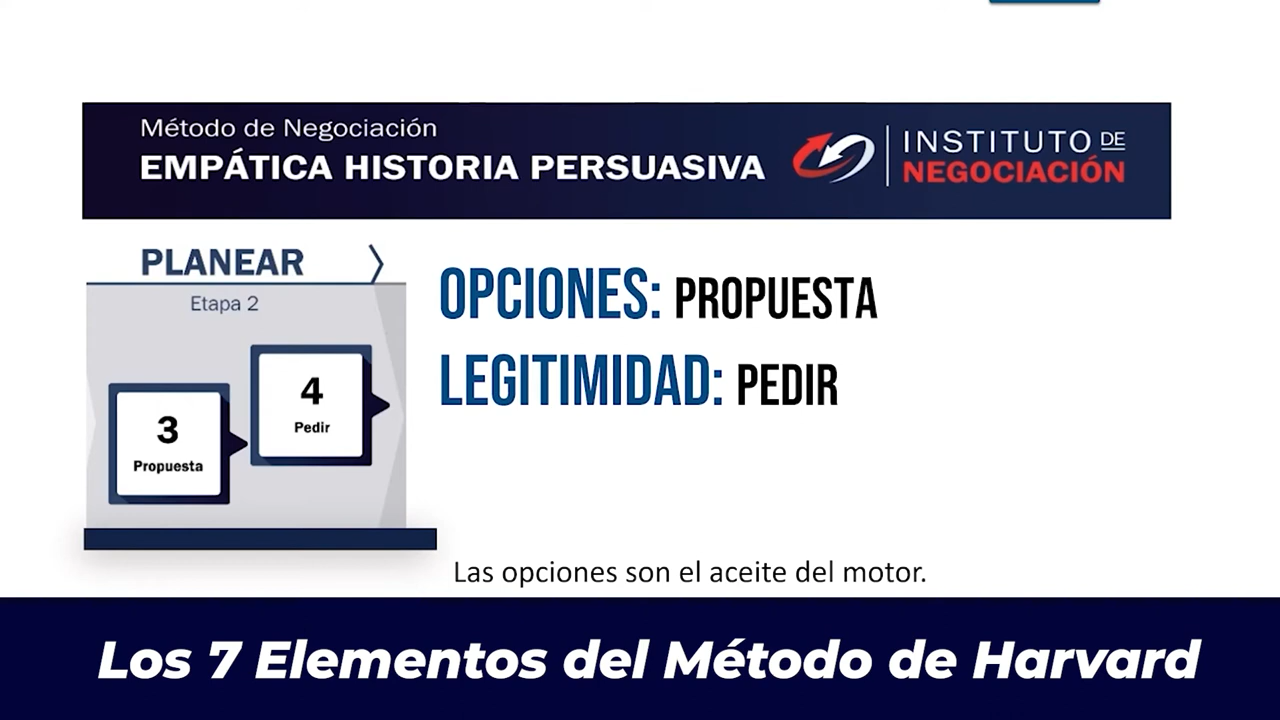 Método de Negociación
EMPÁTICA HISTORIA PERSUASIVA
INSTITUTO DE
NEGOCIACIÓN
PLANEAR
Etapa 2
3
Propuesta
4
Pedir
OPCIONES: PROPUESTA
LEGITIMIDAD: PEDIR
Las opciones son el aceite del motor.
Los 7 Elementos del Método de Harvard